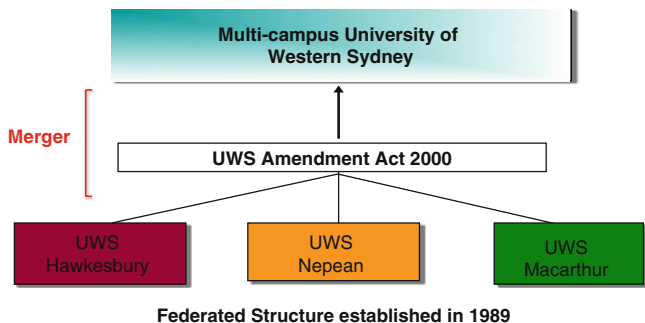 Multi-campus University of
Western Sydney
Merger
UWS Amendment Act 2000
UWS
Hawkesbury
UWS
Nepean
UWS
Macarthur
Federated Structure established in 1989